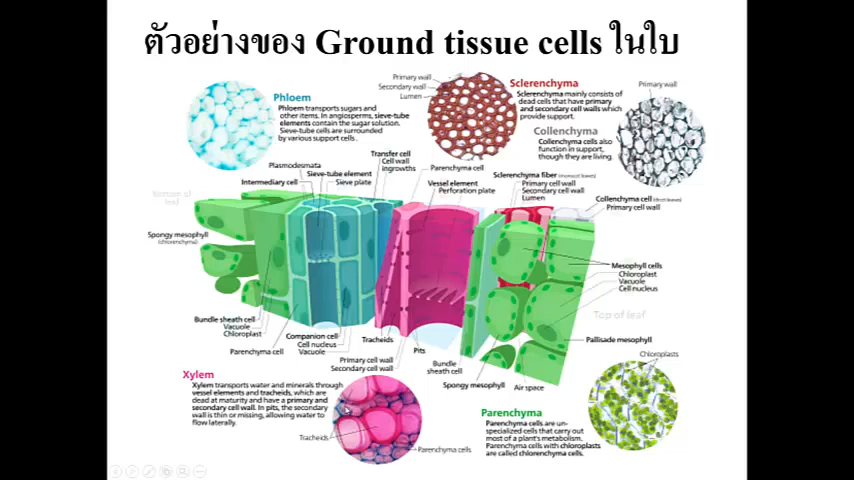 ตัวอย่างของ Ground tissue cells ในใบ
Phloem
Phloem transports sugars and
other items. In angiosperms, sieve-tube
elements contain the sugar solution.
Sieve-tube cells are surrounded
by various support cells.
Primary wall
Secondary wall
Lumen
Sclerenchyma
Sclerenchyma mainly consists of
dead cells that have primary
and secondary cell walls which
provide support.
Collenchyma
Collenchyma cells also
function in support,
though they are living.
Primary wall
Plasmodesmata
Intermediary cell
Sieve-tube element
Sieve plate
Transfer cell
Cell wall
ingrowths
Parenchyma cell
Vessel element
Perforation plate
Sclerenchyma fiber (monocot leaves)
Primary cell wall
Secondary cell wall
Lumen
Collenchyma cell (dicot leaves)
Primary cell wall
Bottom of
leaf
Spongy mesophyll
(chlorenchyma)
Mesophyll cells
Chloroplast
Vacuole
Cell nucleus
Top of leaf
Pallisade mesophyll
Bundle sheath cell
Vacuole
Chloroplast
Parenchyma cell
Companion cell
Cell nucleus
Vacuole
Tracheids
Primary cell wall
Secondary cell wall
Pits
Bundle
sheath cell
Spongy mesophyll
Air space
Chloroplasts
Xylem
Xylem transports water and minerals through
vessel elements and tracheids, which are
dead at maturity and have a primary and
secondary cell wall. In pits, the secondary
wall is thin or missing, allowing water to
flow laterally.
Tracheids
Parenchyma cells
Parenchyma
Parenchyma cells are un-
specialized cells that carry out
most of a plant's metabolism.
Parenchyma cells with chloroplasts
are called chlorenchyma cells.